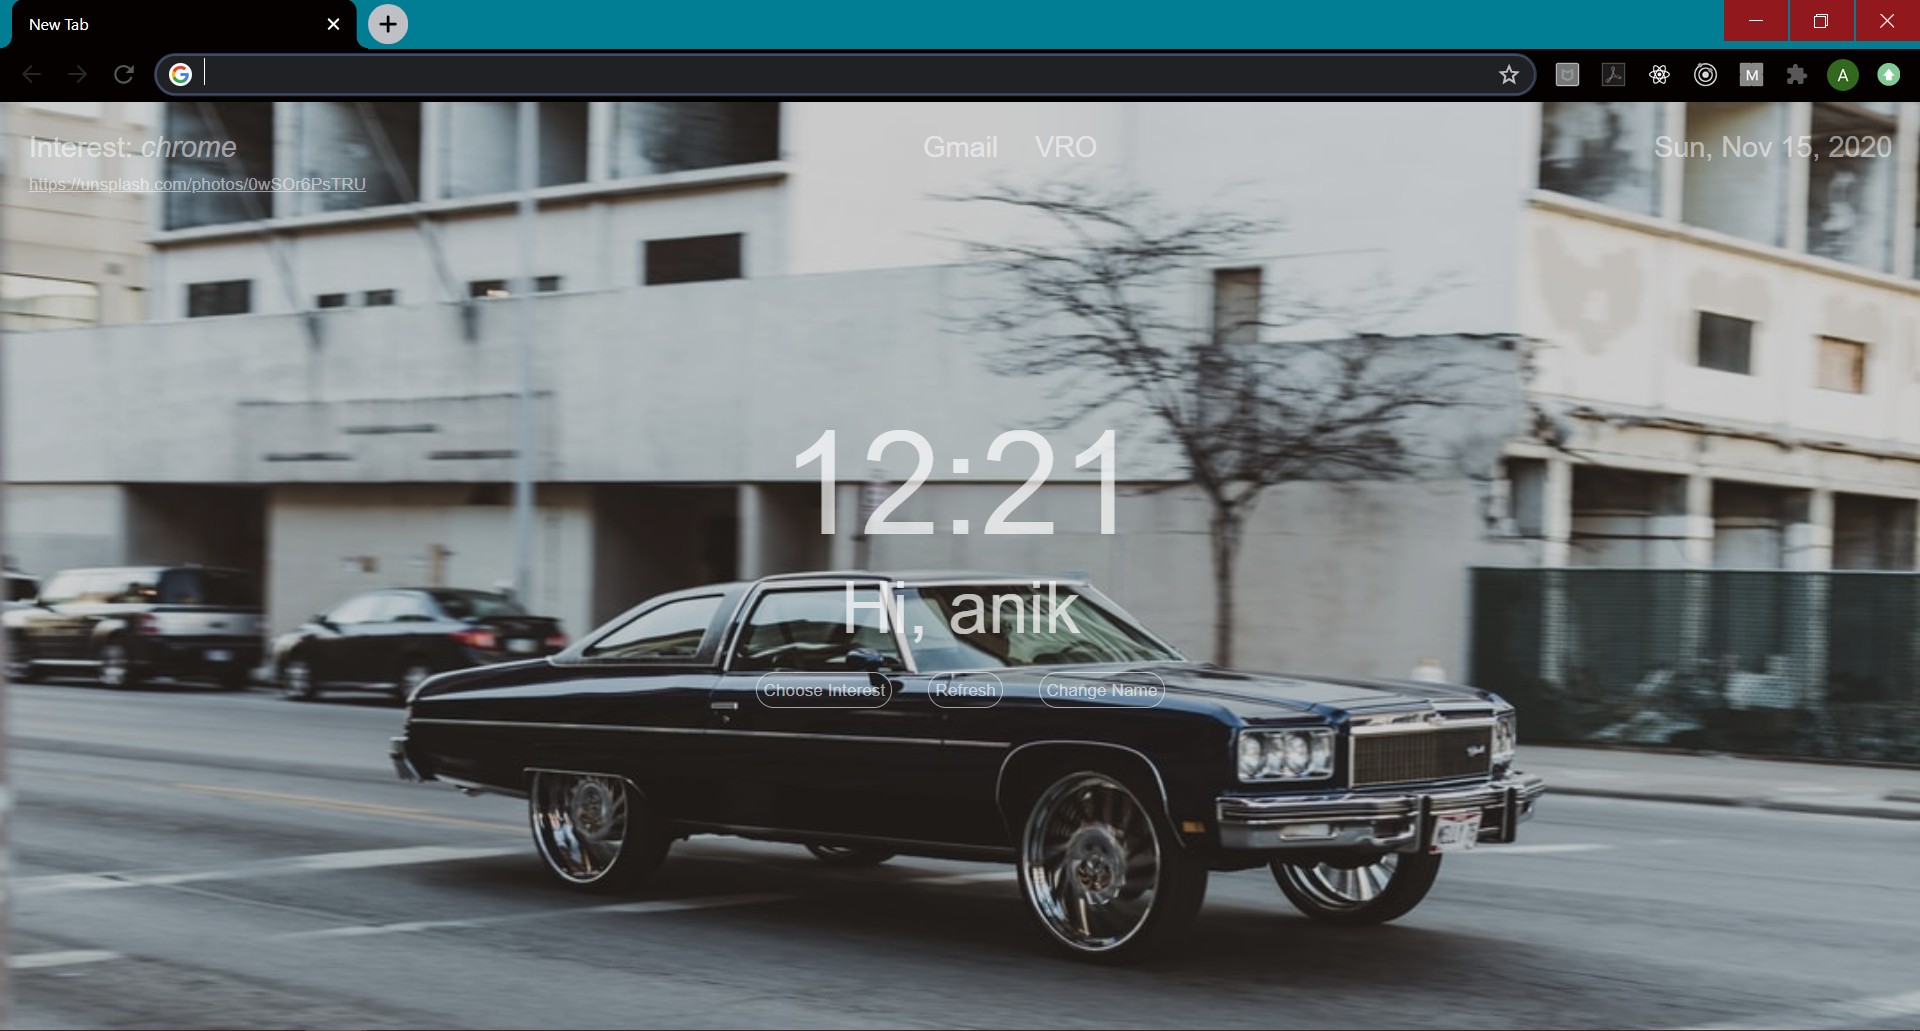 New Tab
M
A
Interest: chrome
Gmail
VRO
Sun, Nov 15, 2020
https://unsplash.com/photos/0wSOr6PsTRU
12:21
Hi, anik
Choose Interest
Refresh
Change Name